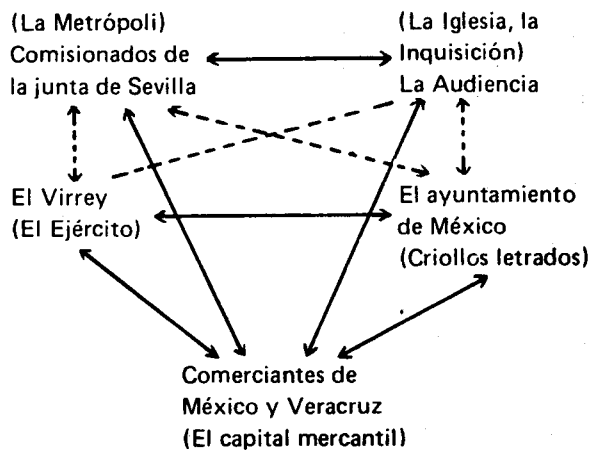 (La Metrópoli)
Comisionados de
la junta de Sevilla
(La Iglesia, la
Inquisición)
La Audiencia
El Virrey
(El Ejército)
El ayuntamiento
de México
(Criollos letrados)
Comerciantes de
México y Veracruz
(El capital mercantil)